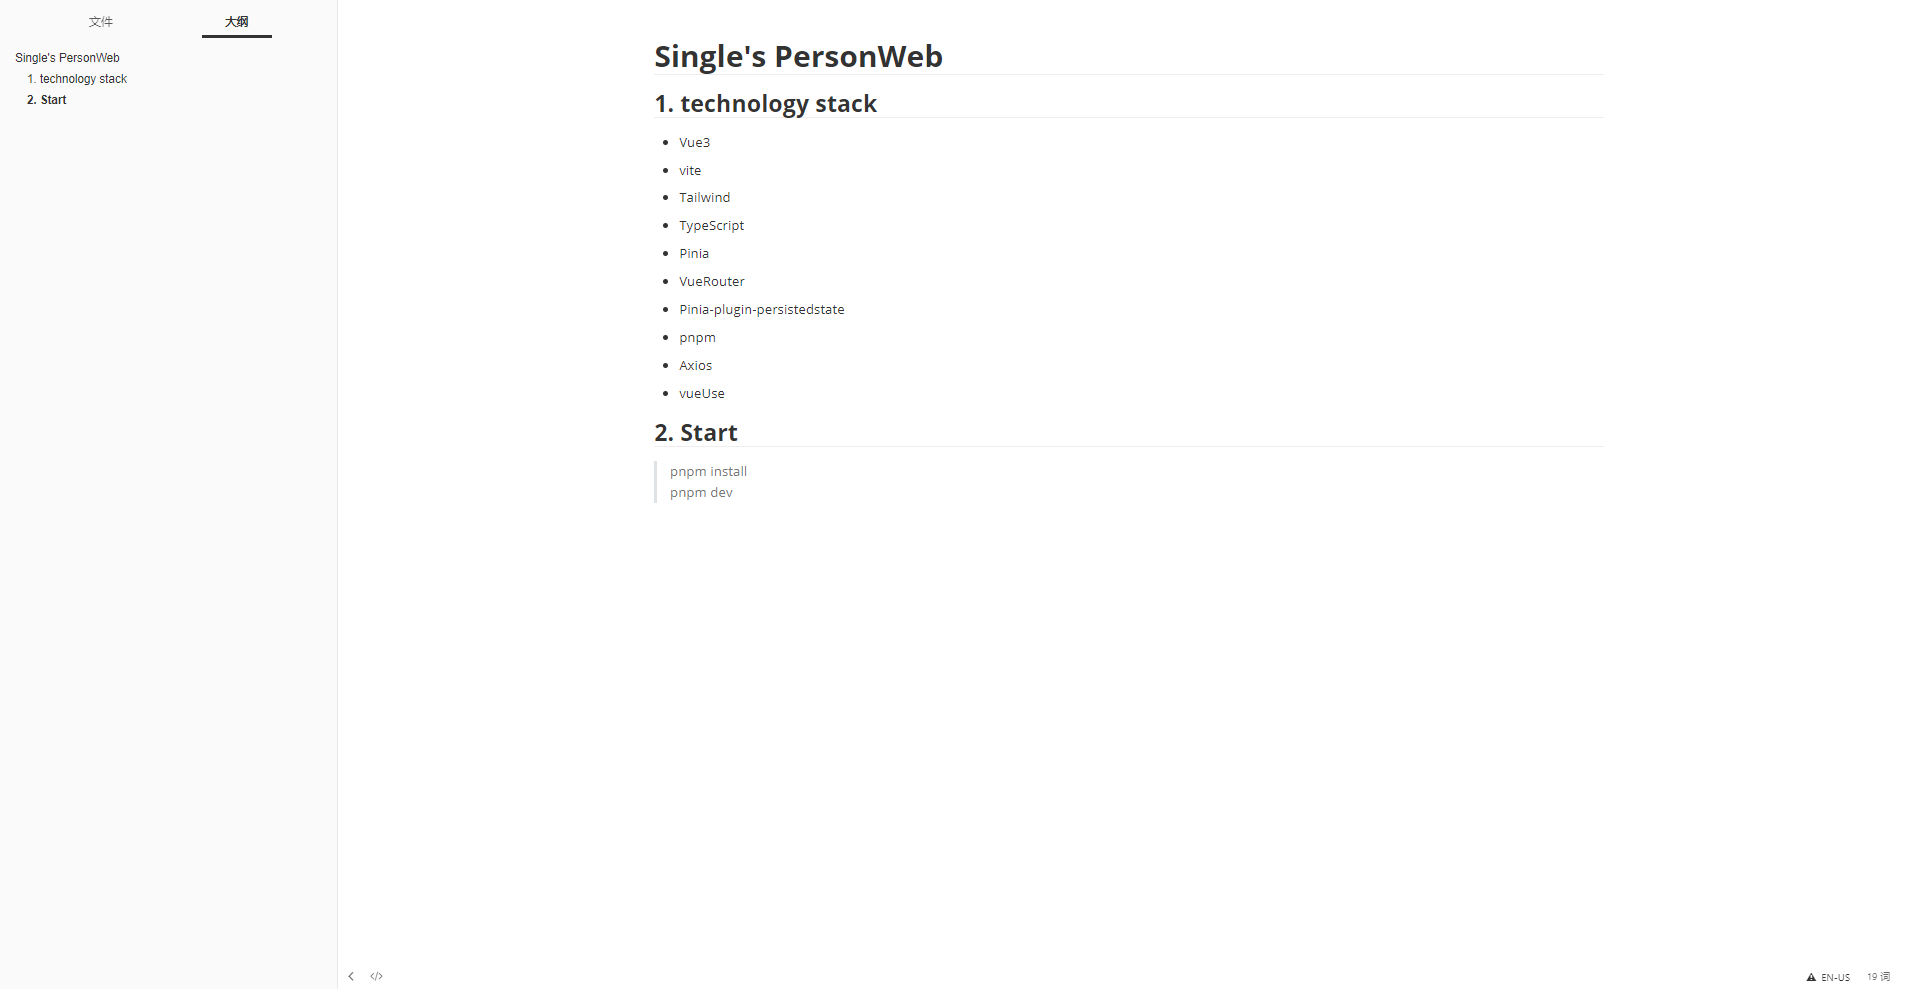 文件
大纲
Single's PersonWeb
1. technology stack
2. Start
Single's PersonWeb
1. technology stack
Vue3
vite
Tailwind
TypeScript
Pinia
VueRouter
Pinia-plugin-persistedstate
pnpm
Axios
vueUse
2. Start
pnpm install
pnpm dev
</>
EN-US
19 词